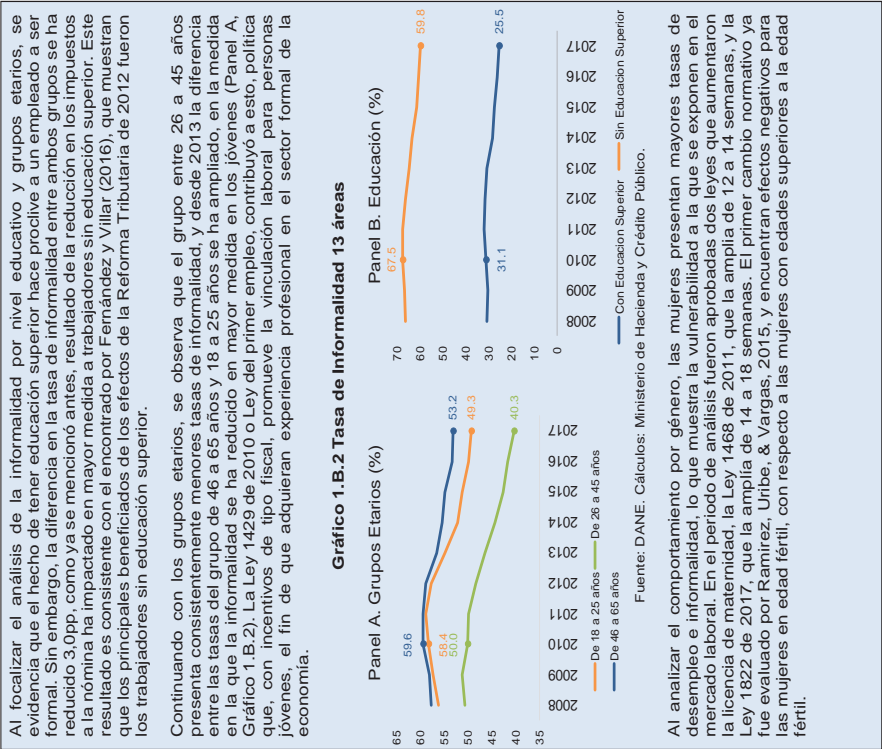 Al focalizar el análisis de la informalidad por nivel educativo y grupos etarios, se
evidencia que el hecho de tener educación superior hace proclive a un empleado a ser
formal. Sin embargo, la diferencia en la tasa de informalidad entre ambos grupos se ha
reducido 3,0pp, como ya se mencionó antes, resultado de la reducción en los impuestos
a la nómina ha impactado en mayor medida a trabajadores sin educación superior. Este
resultado es consistente con el encontrado por Fernández y Villar (2016), que muestran
que los principales beneficiados de los efectos de la Reforma Tributaria de 2012 fueron
los trabajadores sin educación superior.
Continuando con los grupos etarios, se observa que el grupo entre 26 a 45 años
presenta consistentemente menores tasas de informalidad, y desde 2013 la diferencia
entre las tasas del grupo de 46 a 65 años y 18 a 25 años se ha ampliado, en la medida
en la que la informalidad se ha reducido en mayor medida en los jóvenes (Panel A,
Gráfico 1.B.2). La Ley 1429 de 2010 o Ley del primer empleo, contribuyó a esto, política
que, con incentivos de tipo fiscal, promueve la vinculación laboral para personas
jóvenes, el fin de que adquieran experiencia profesional en el sector formal de la
economía.
Gráfico 1.B.2 Tasa de Informalidad 13 áreas
Panel A. Grupos Etarios (%)
65
60
55
50
45
40
35
59.6
58.4
50.0
53.2
49.3
40.3
2008 2009 2010 2011 2012 2013 2014 2015 2016 2017
De 18 a 25 años De 26 a 45 años
De 46 a 65 años
Panel B. Educación (%)
70
60
50
40
30
20
10
0
67.5
59.8
31.1
25.5
2008 2009 2010 2011 2012 2013 2014 2015 2016 2017
Con Educacion Superior Sin Educacion Superior
Fuente: DANE. Cálculos: Ministerio de Hacienda y Crédito Público.
Al analizar el comportamiento por género, las mujeres presentan mayores tasas de
desempleo e informalidad, lo que muestra la vulnerabilidad a la que se exponen en el
mercado laboral. En el periodo de análisis fueron aprobadas dos leyes que aumentaron
la licencia de maternidad, la Ley 1468 de 2011, que la amplia de 12 a 14 semanas, y la
Ley 1822 de 2017, que la amplia de 14 a 18 semanas. El primer cambio normativo ya
fue evaluado por Ramirez, Uribe, & Vargas, 2015, y encuentran efectos negativos para
las mujeres en edad fértil, con respecto a las mujeres con edades superiores a la edad
fértil.